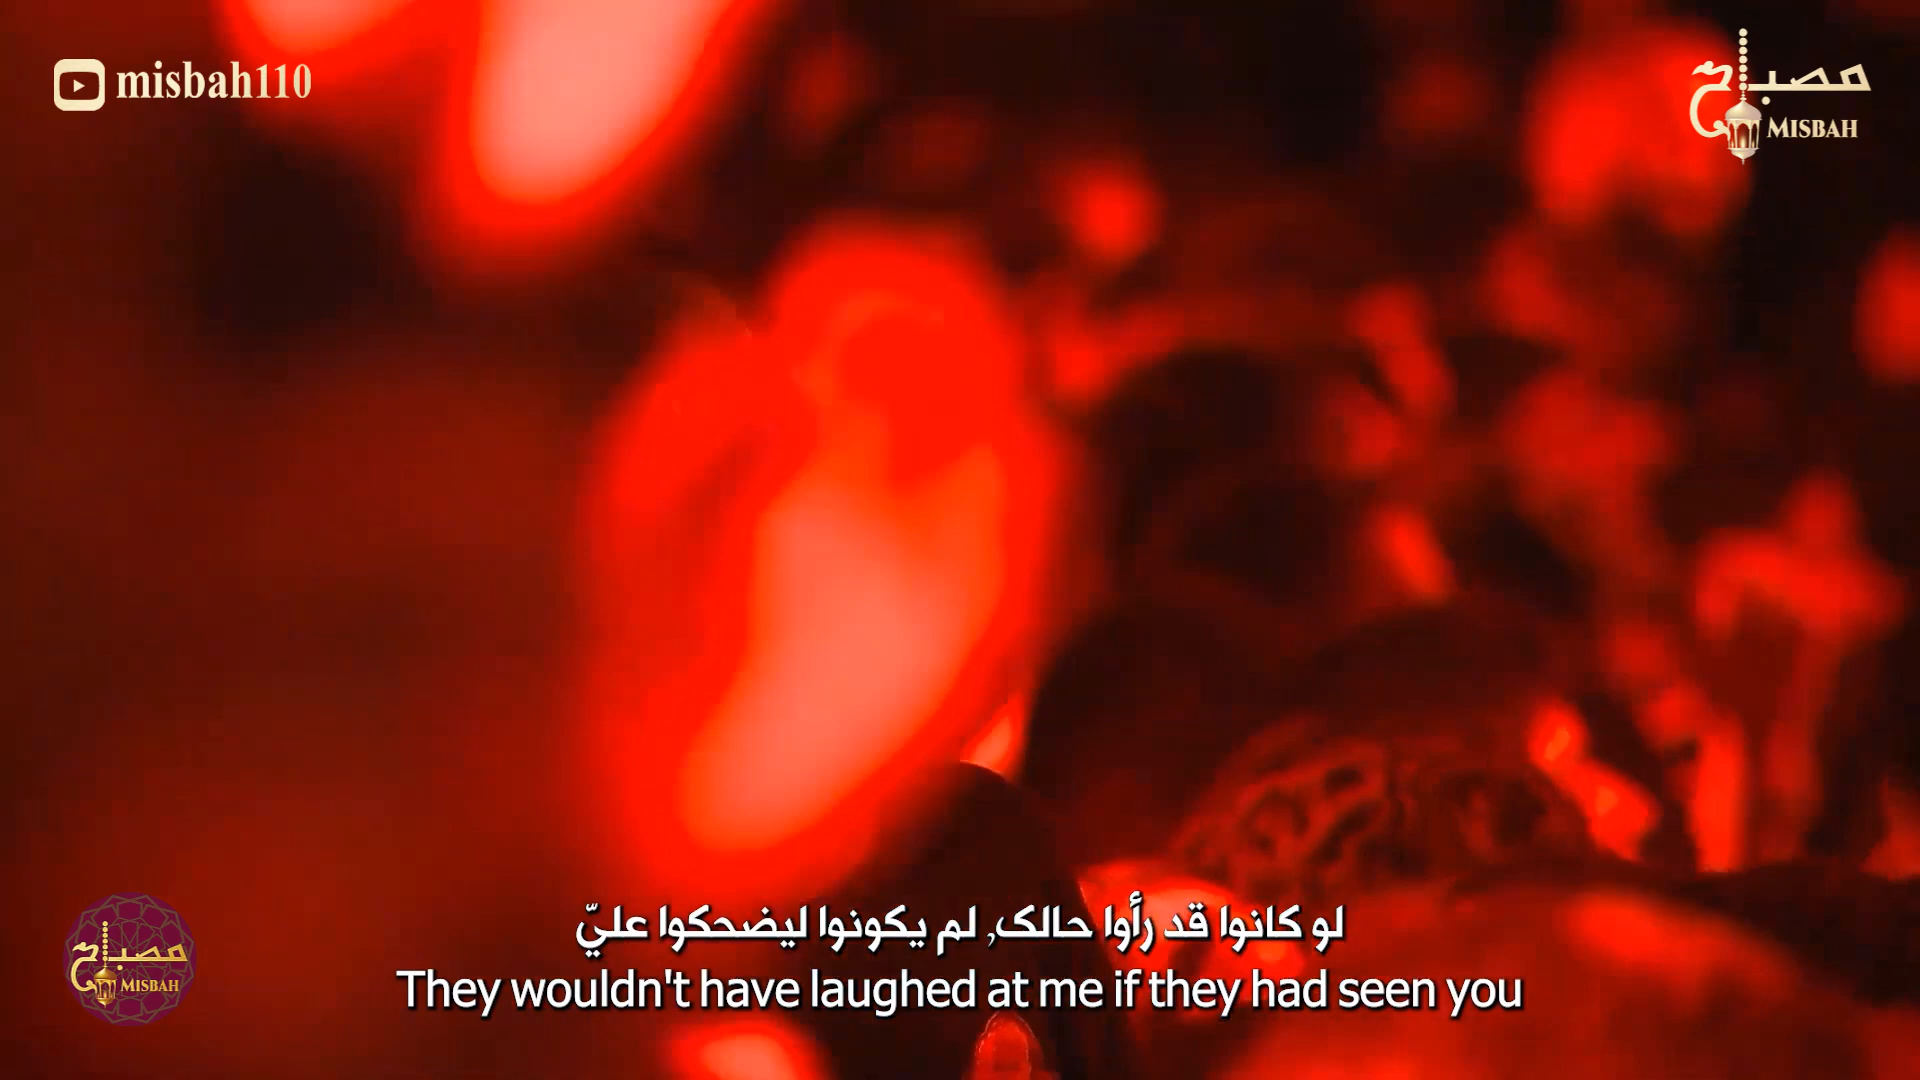 misbah110
مصباح
MISBAH
لو كانوا قد رأوا حالک, لم يكونوا ليضحكوا عليّ
They wouldn't have laughed at me if they had seen you
مصباح
MISBAH